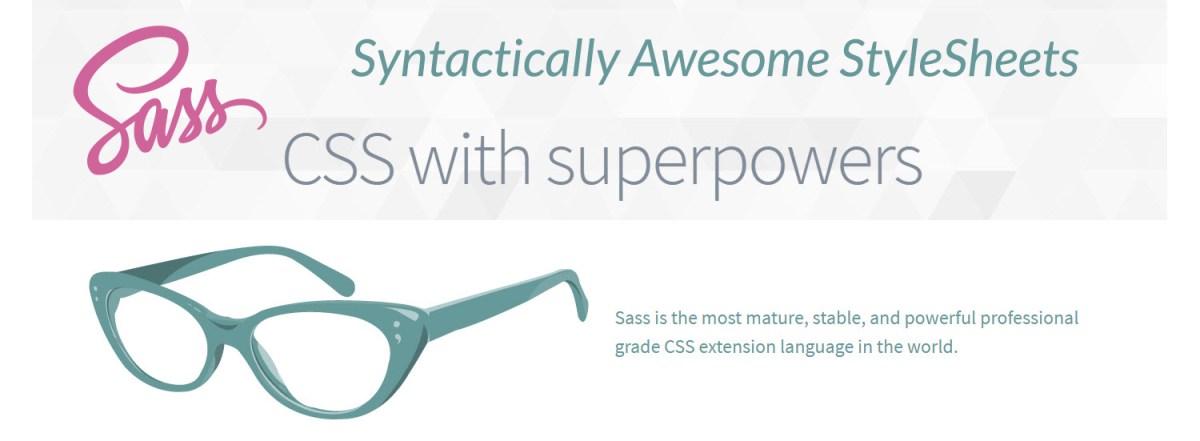 Sass
Syntactically Awesome StyleSheets
CSS with superpowers
Sass is the most mature, stable, and powerful professional
grade CSS extension language in the world.